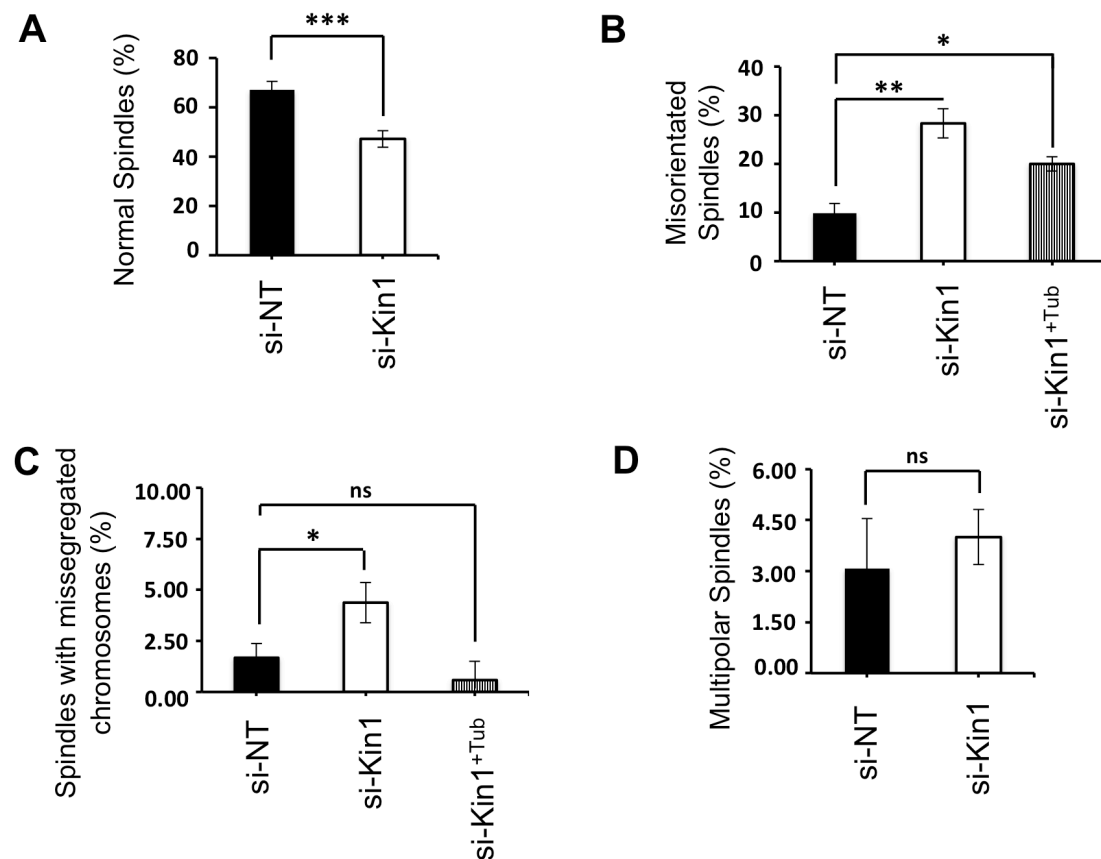 A
***
Normal Spindles (%)
80
60
40
20
0
si-NT
si-Kin1
B
*
**
Misorientated
Spindles (%)
40
30
20
10
0
si-NT
si-Kin1
si-Kin1+Tub
C
ns
*
Spindles with missegregated
chromosomes (%)
10.00
7.50
5.00
2.50
0.00
si-NT
si-Kin1
si-Kin1+Tub
D
ns
Multipolar Spindles (%)
6.00
4.50
3.00
1.50
0.00
si-NT
si-Kin1